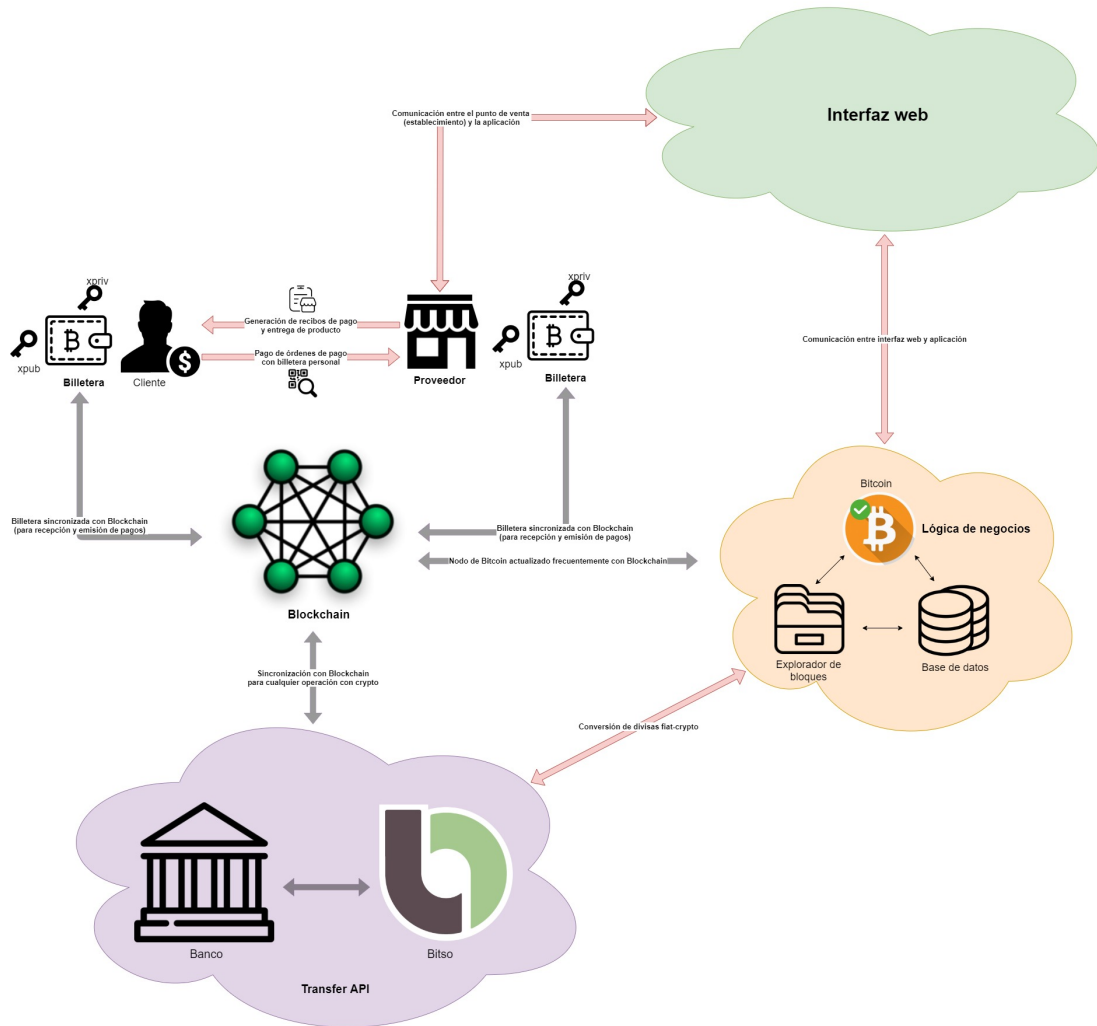 Interfaz web
Comunicación entre el punto de venta
(establecimiento) y la aplicación
xpriv
xpub
Billetera
Cliente
Generación de recibos de pago
y entrega de producto
Pago de órdenes de pago
con billetera personal
Proveedor
xpriv
xpub
Billetera
Comunicación entre interfaz web y aplicación
Billetera sincronizada con Blockchain
(para recepción y emisión de pagos)
Billetera sincronizada con Blockchain
(para recepción y emisión de pagos)
Nodo de Bitcoin actualizado frecuentemente con Blockchain
Blockchain
Bitcoin
Lógica de negocios
Explorador de
bloques
Base de datos
Sincronización con Blockchain
para cualquier operación con crypto
Conversión de divisas fiat-crypto
Banco
Bitso
Transfer API